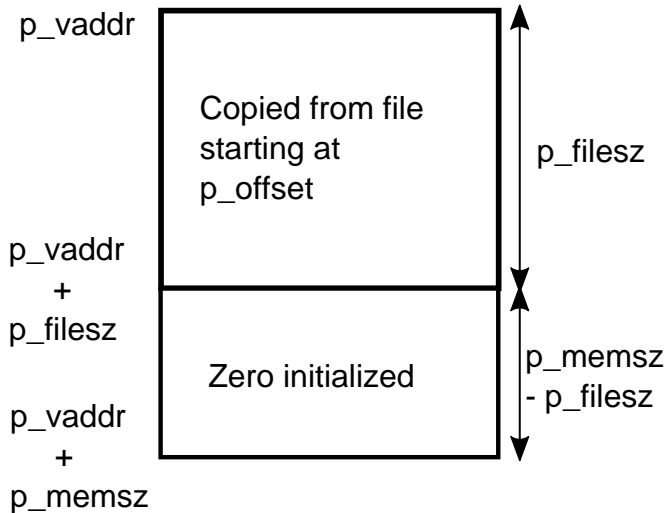 p_vaddr
Copied from file
starting at
p_offset
p_filesz
p_vaddr
+
p_filesz
Zero initialized
p_memsz
- p_filesz
p_vaddr
+
p_memsz